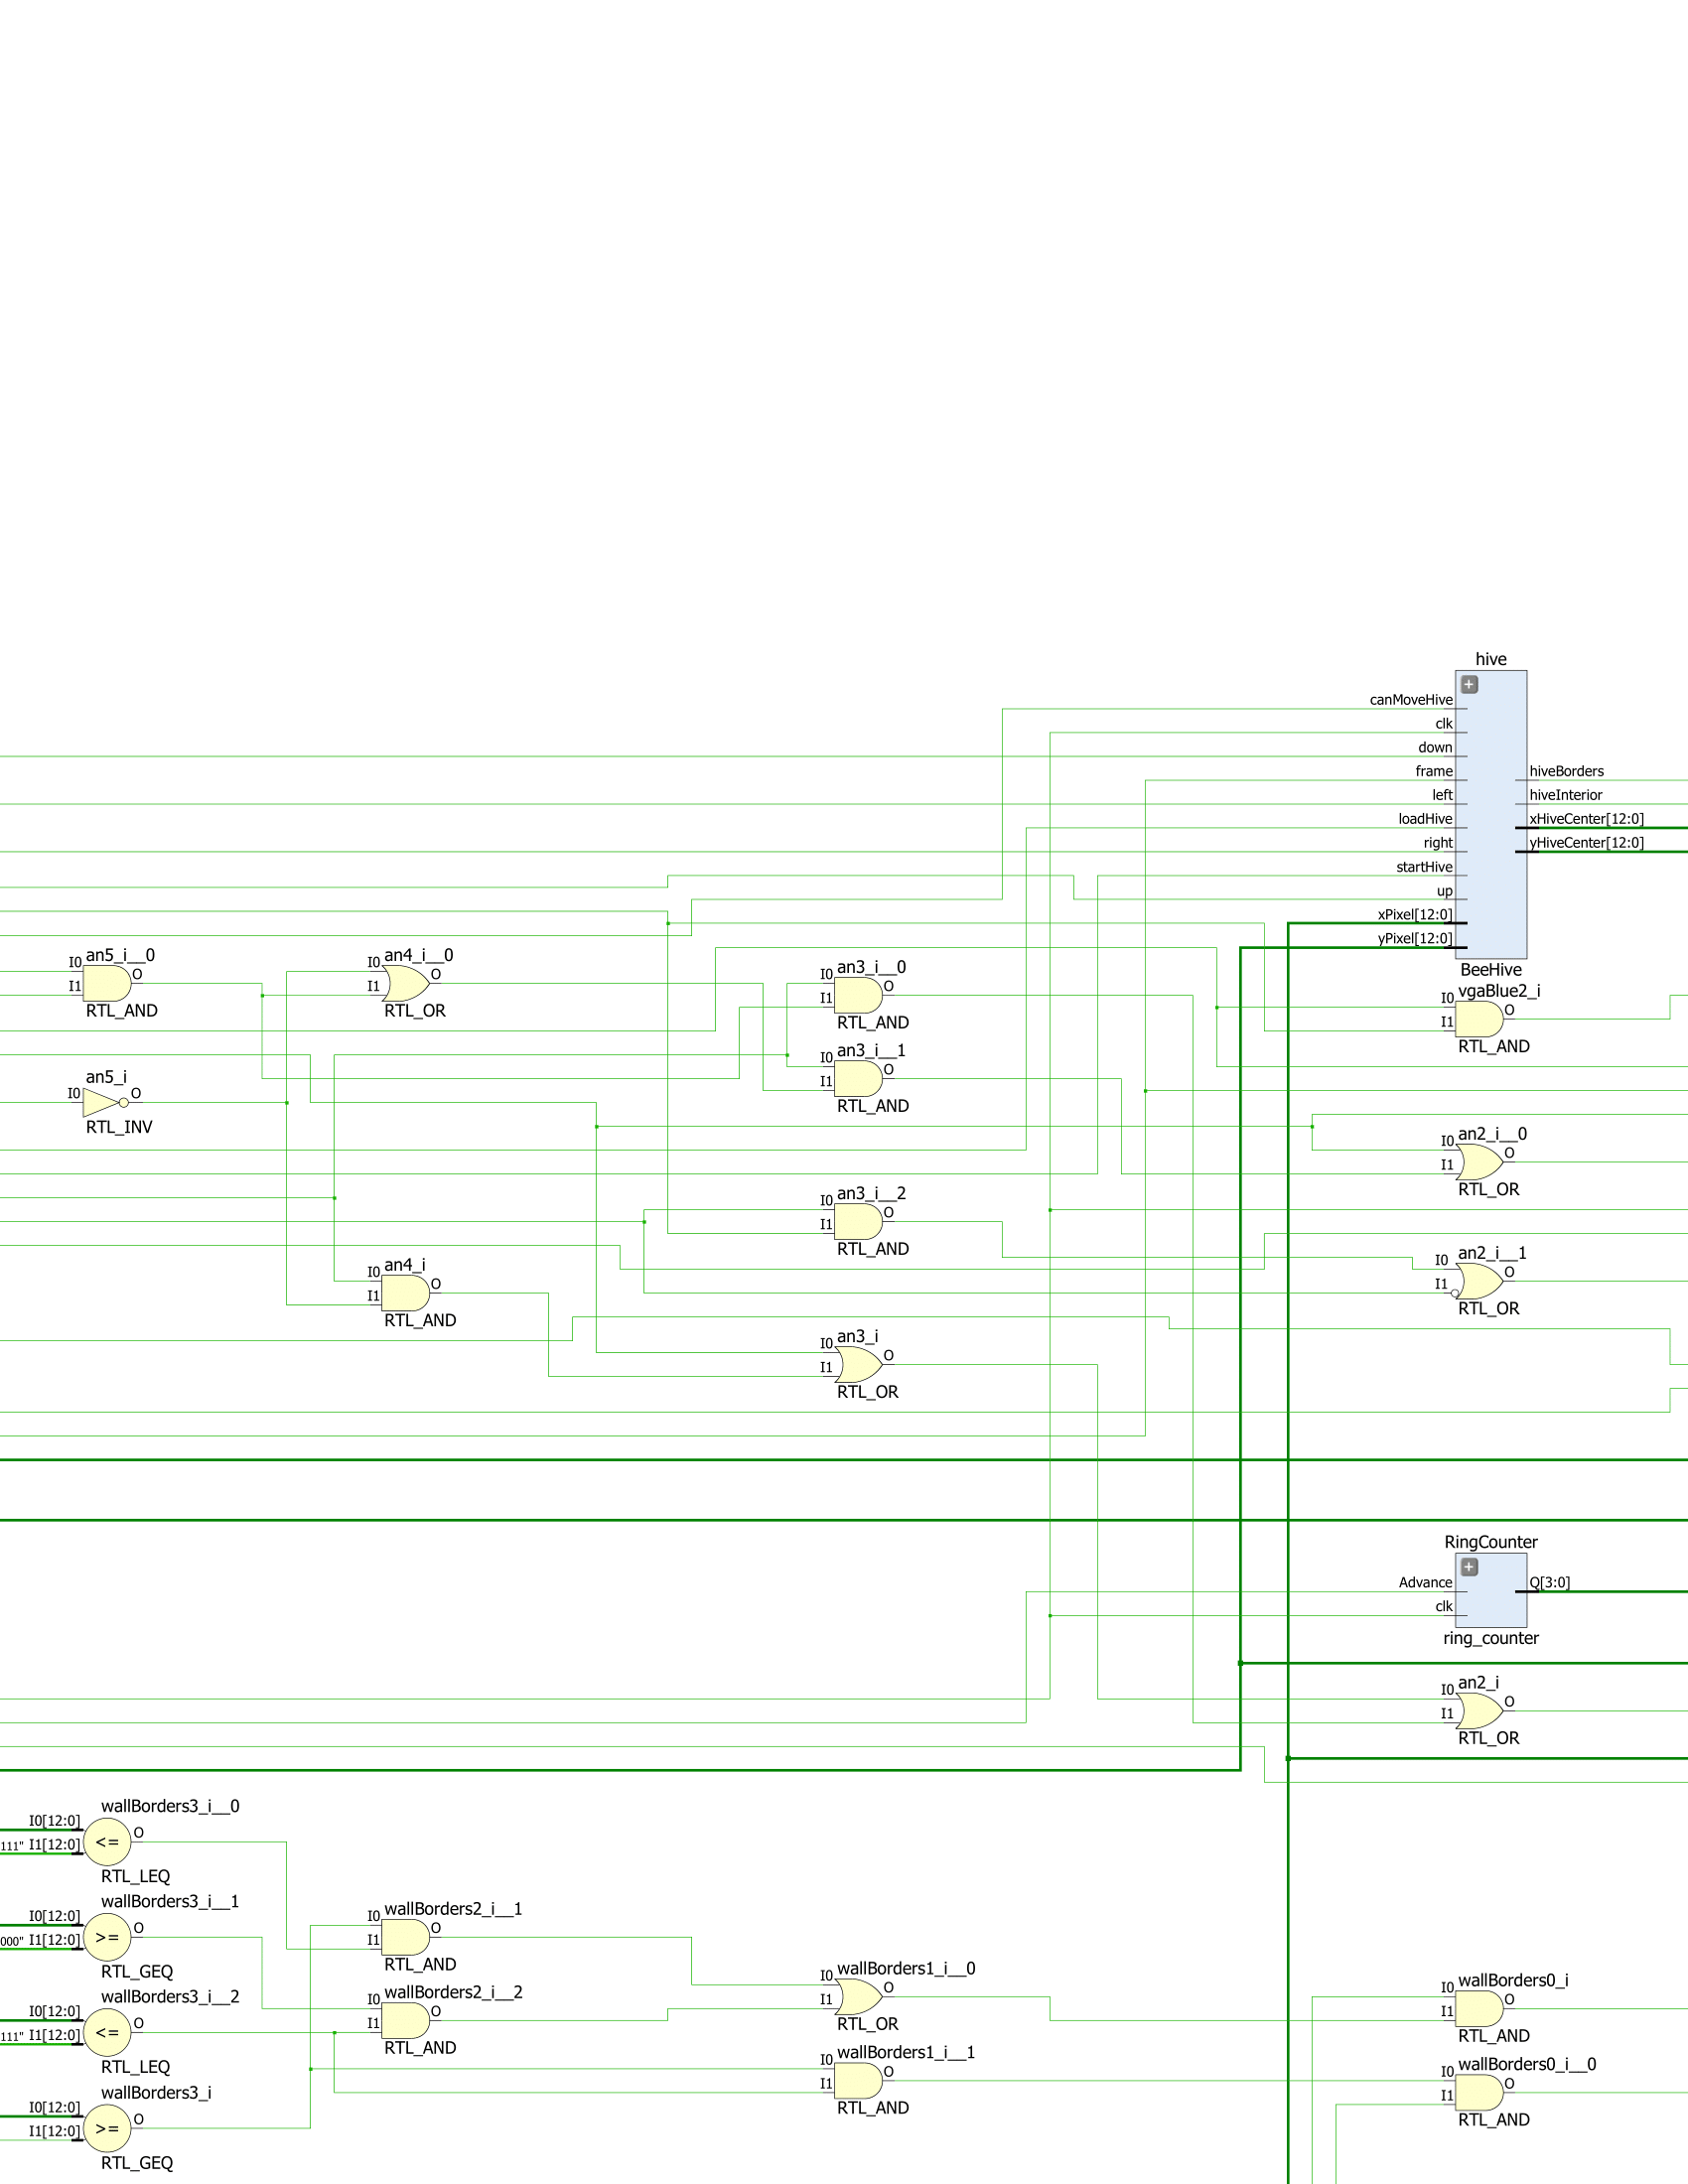 hive
canMoveHive
clk
down
frame
left
loadHive
right
startHive
up
xPixel[12:0]
yPixel[12:0]
hiveBorders
hiveInterior
xHiveCenter[12:0]
yHiveCenter[12:0]
BeeHive
an5_i__0
I0
I1
O
RTL_AND
an4_i__0
I0
I1
O
RTL_OR
an3_i__0
I0
I1
O
RTL_AND
vgaBlue2_i
I0
I1
O
RTL_AND
an5_i
I0
O
RTL_INV
an3_i__1
I0
I1
O
RTL_AND
an2_i__0
I0
I1
O
RTL_OR
an3_i__2
I0
I1
O
RTL_AND
an4_i
I0
I1
O
RTL_AND
an2_i__1
I0
I1
O
RTL_OR
an3_i
I0
I1
O
RTL_OR
RingCounter
Advance
clk
Q[3:0]
ring_counter
an2_i
I0
I1
O
RTL_OR
wallBorders3_i__0
I0[12:0]
111" I1[12:0]
<=
O
RTL_LEQ
wallBorders3_i__1
I0[12:0]
000" I1[12:0]
>=
O
RTL_GEQ
wallBorders2_i__1
I0
I1
O
RTL_AND
wallBorders3_i__2
I0[12:0]
111" I1[12:0]
<=
O
RTL_LEQ
wallBorders2_i__2
I0
I1
O
RTL_AND
wallBorders1_i__0
I0
I1
O
RTL_OR
wallBorders0_i
I0
I1
O
RTL_AND
wallBorders3_i
I0[12:0]
I1[12:0]
>=
O
RTL_GEQ
wallBorders1_i__1
I0
I1
O
RTL_AND
wallBorders0_i__0
I0
I1
O
RTL_AND